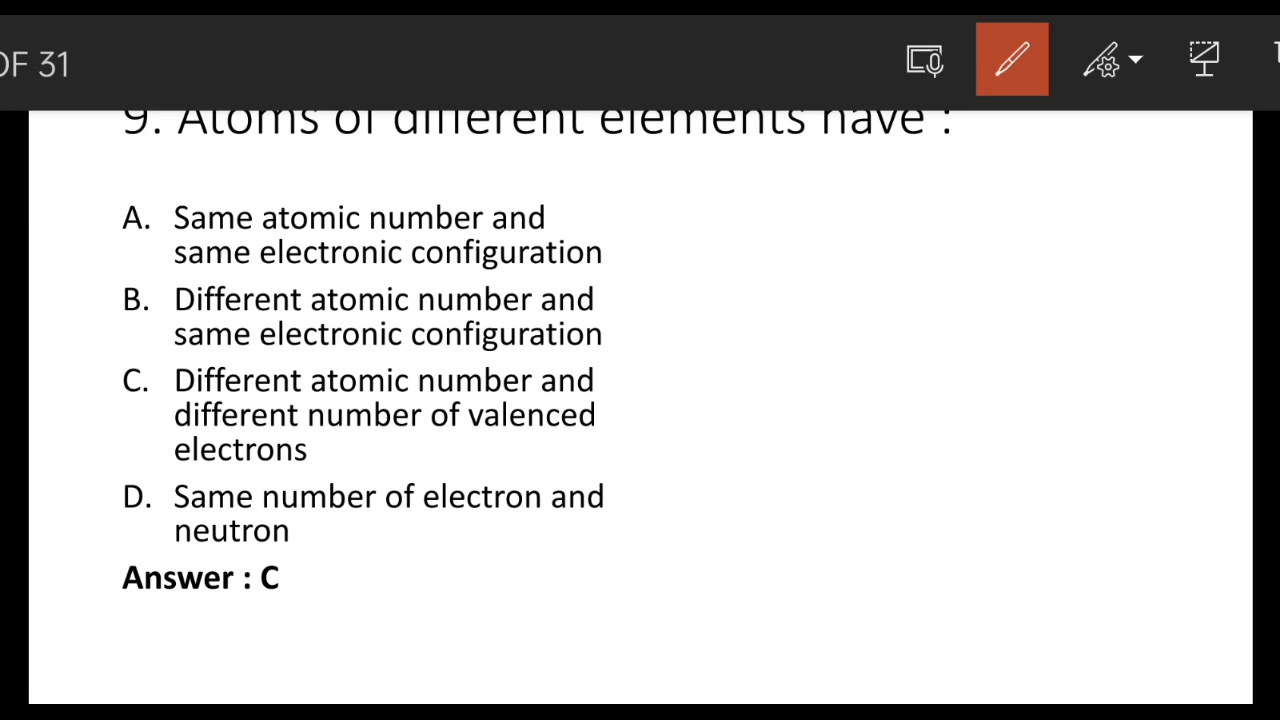 OF 31
9. Atoms of different elements have :
A. Same atomic number and
same electronic configuration
B. Different atomic number and
same electronic configuration
C. Different atomic number and
different number of valenced
electrons
D. Same number of electron and
neutron
Answer : C